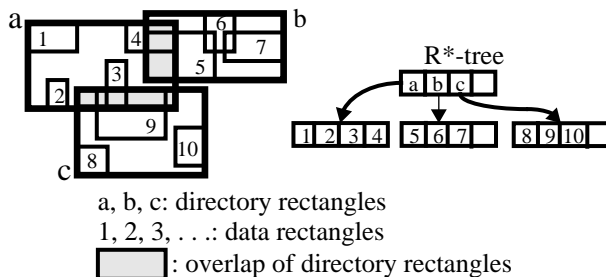 a
b
1
4
6
7
3
5
2
9
10
8
c
R*-tree
a b c
1 2 3 4
5 6 7
8 9 10
a, b, c: directory rectangles
1, 2, 3, . . .: data rectangles
: overlap of directory rectangles